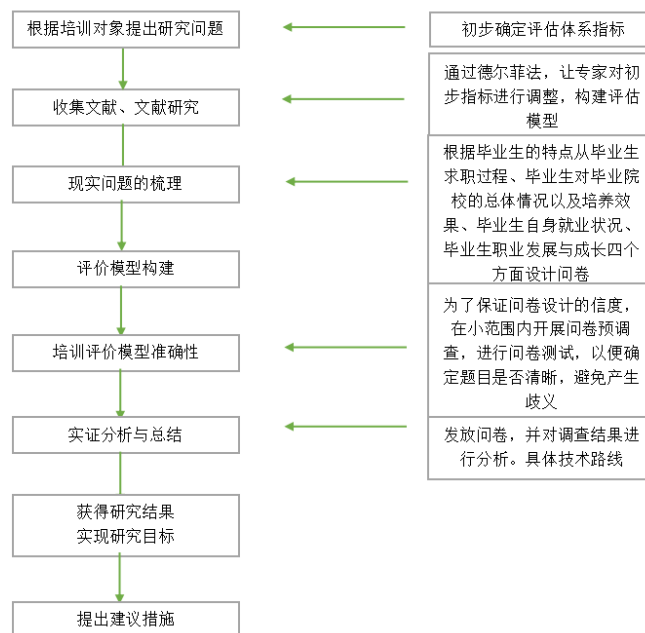 根据培训对象提出研究问题
初步确定评估体系指标
收集文献、文献研究
通过德尔菲法，让专家对初
步指标进行调整，构建评估
模型
现实问题的梳理
根据毕业生的特点从毕业生
求职过程、毕业生对毕业院
校的总体情况以及培养效
果、毕业生自身就业状况、
毕业生职业发展与成长四个
方面设计问卷
评价模型构建
培训评价模型准确性
为了保证问卷设计的信度，
在小范围内开展问卷预调
查，进行问卷测试，以便确
定题目是否清晰，避免产生
歧义
实证分析与总结
发放问卷，并对调查结果进
行分析。具体技术路线
获得研究结果
实现研究目标
提出建议措施